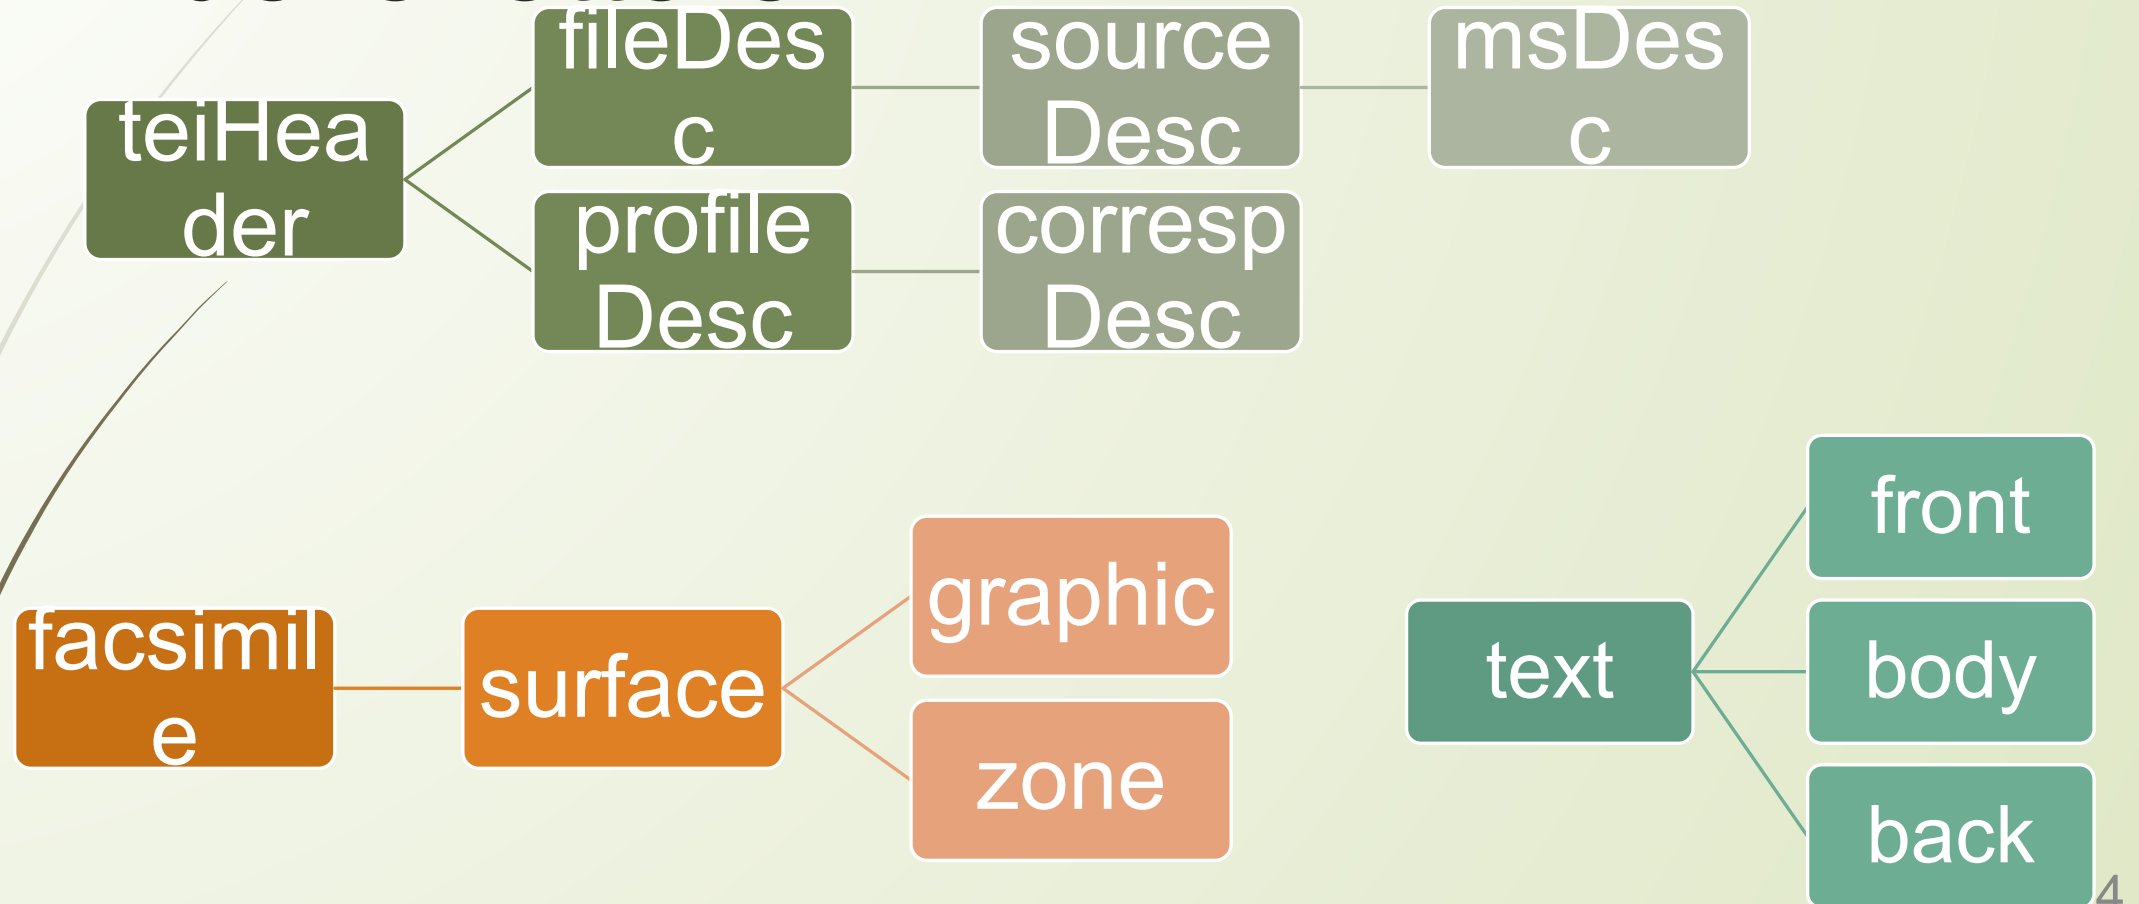 fileDes
c
source
Desc
msDes
c
teiHea
der
profile
Desc
corresp
Desc
facsimil
e
surface
graphic
zone
text
front
body
back
4